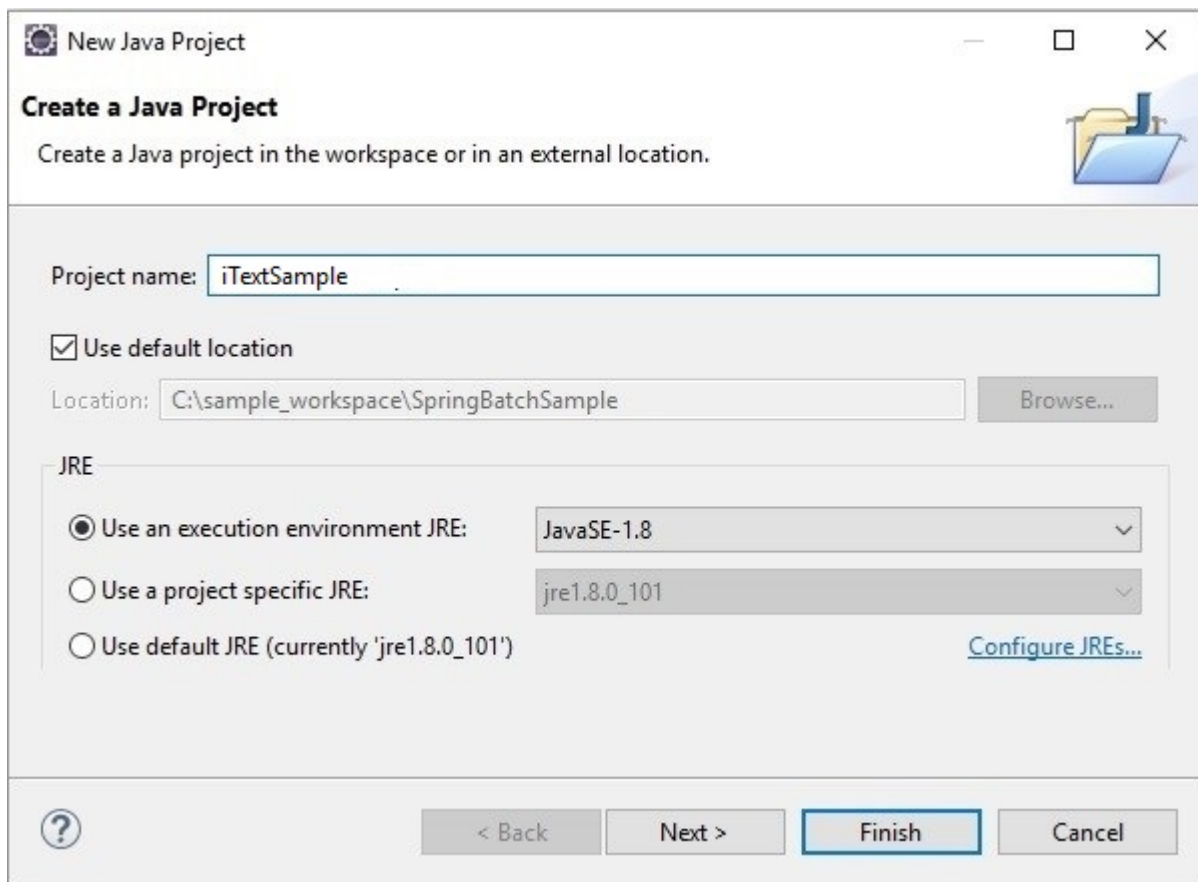 New Java Project
Create a Java Project
Create a Java project in the workspace or in an external location.
Project name: iTextSample
Use default location
Location: C:\sample_workspace\SpringBatchSample Browse...
JRE
Use an execution environment JRE: JavaSE-1.8
Use a project specific JRE: jre1.8.0_101
Use default JRE (currently 'jre1.8.0_101') Configure JREs...
? < Back Next > Finish Cancel